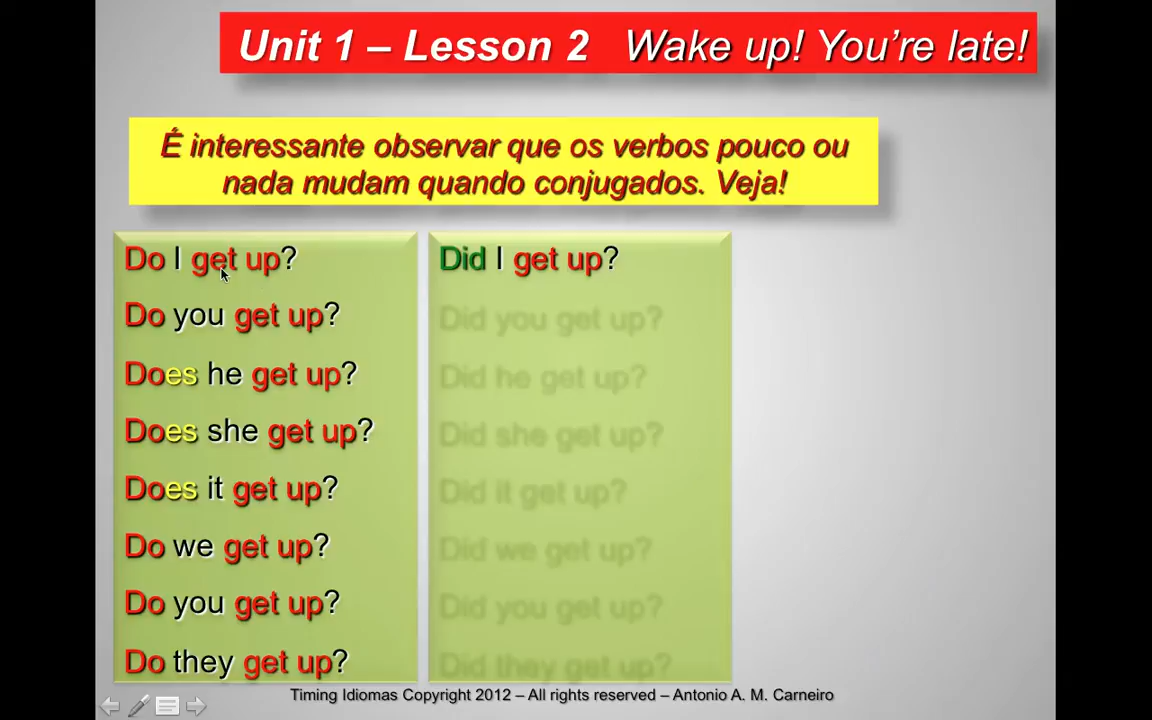 Unit 1 – Lesson 2 Wake up! You're late!
É interessante observar que os verbos pouco ou
nada mudam quando conjugados. Veja!
Do I get up?
Do you get up?
Does he get up?
Does she get up?
Does it get up?
Do we get up?
Do you get up?
Do they get up?
Did I get up?
Did you get up?
Did he get up?
Did she get up?
Did it get up?
Did we get up?
Did you get up?
Did they get up?
Timing Idiomas Copyright 2012 – All rights reserved – Antonio A. M. Carneiro